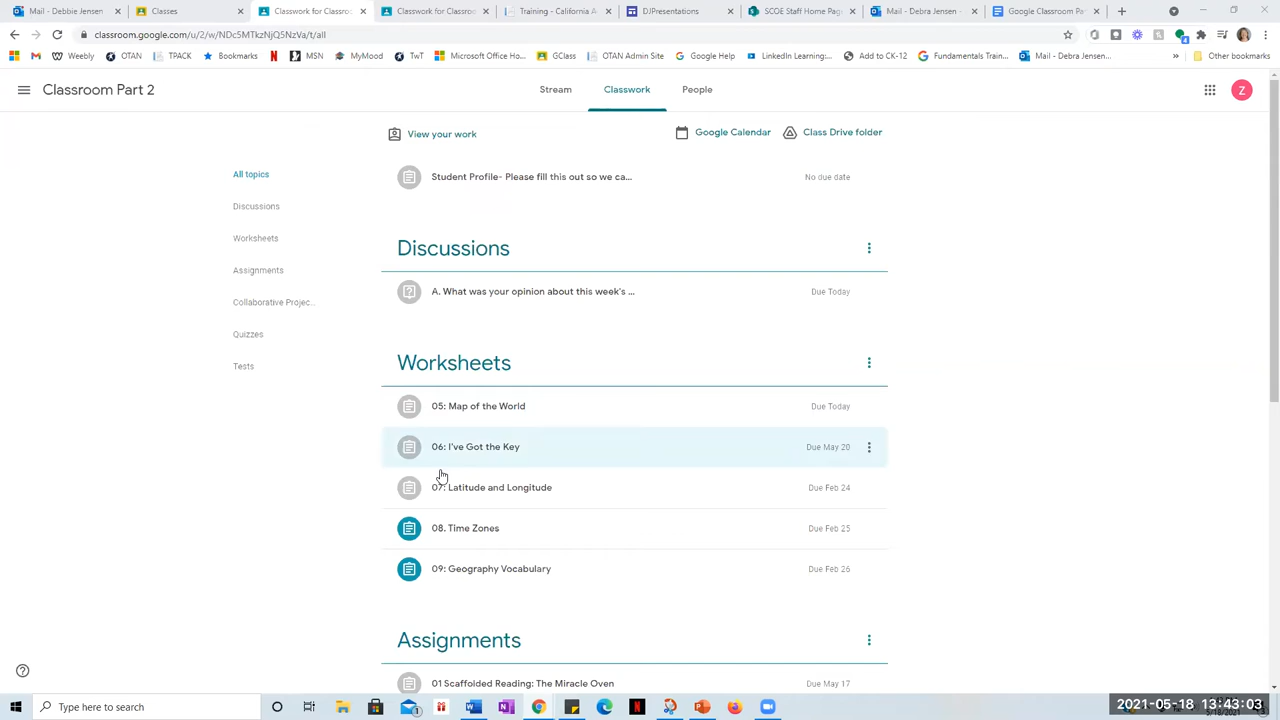 Mail - Debbie Jensen
Classes
Classwork for Classro
Classwork for Classro
Training - California A
DJPresentations
SCOE Staff Home Pag
Mail - Debra Jensen
Google Classroom P
classroom.google.com/u/2/w/NDc5MTkzNjQ5NzVa/t/all
Weebly
OTAN
TPACK
Bookmarks
MSN
MyMood
TwT
Microsoft Office Ho...
GClass
OTAN Admin Site
Google Help
LinkedIn Learning:...
Add to CK-12
Fundamentals Train...
Mail - Debra Jensen...
»
Other bookmarks
Classroom Part 2
Stream
Classwork
People
Z
View your work
Google Calendar
Class Drive folder
Student Profile- Please fill this out so we ca...
No due date
All topics
Discussions
Worksheets
Assignments
Collaborative Projec...
Quizzes
Tests
Discussions
A. What was your opinion about this week's ...
Due Today
Worksheets
05: Map of the World
Due Today
06: I've Got the Key
Due May 20
07: Latitude and Longitude
Due Feb 24
08. Time Zones
Due Feb 25
09: Geography Vocabulary
Due Feb 26
Assignments
01 Scaffolded Reading: The Miracle Oven
Due May 17
Type here to search
2021-05-18 13:43:03